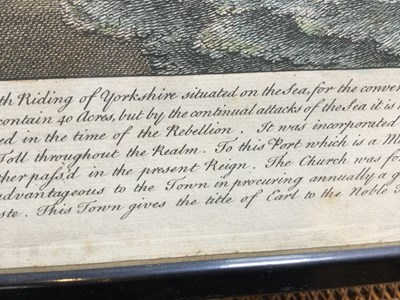 th Riding of Yorkshire situated on the Sea, for the conven
contain 40 Acres, but by the continual attacks of the Sea it is
ed in the time of the Rebellion. It was incorporated
Toll throughout the Realm. To this Port which is a M
ther pass'd in the present Reign. The Church was fo
advantageous to the Town in procuring annually a g
ste. This Town gives the title of Earl to the Noble